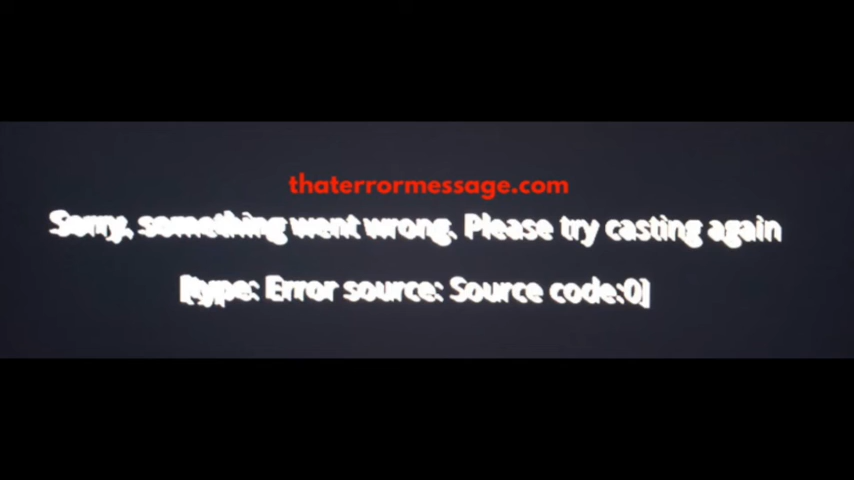 thaterrormessage.com
Sorry, something went wrong. Please try casting again
[type: Error source: Source code:0]